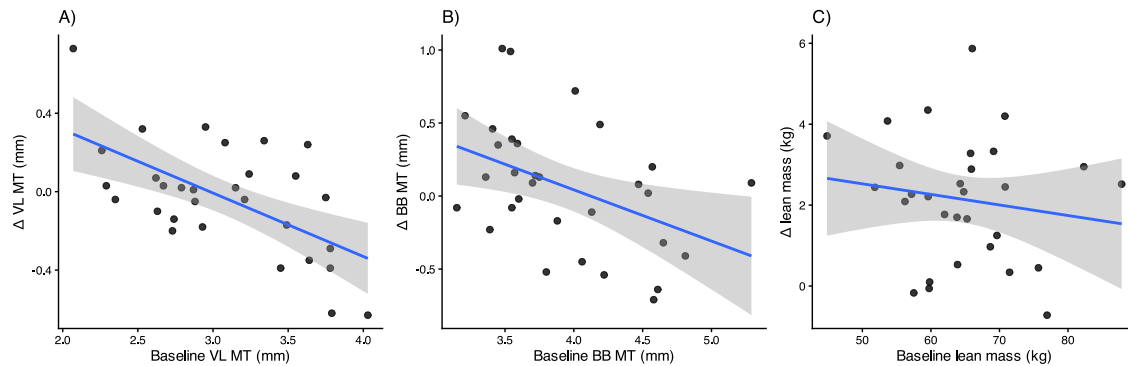 A)
Δ VL MT (mm)
0.4
0.0
-0.4
2.0 2.5 3.0 3.5 4.0
Baseline VL MT (mm)
B)
Δ BB MT (mm)
1.0
0.5
0.0
-0.5
3.5 4.0 4.5 5.0
Baseline BB MT (mm)
C)
Δ lean mass (kg)
6
4
2
0
50 60 70 80
Baseline lean mass (kg)